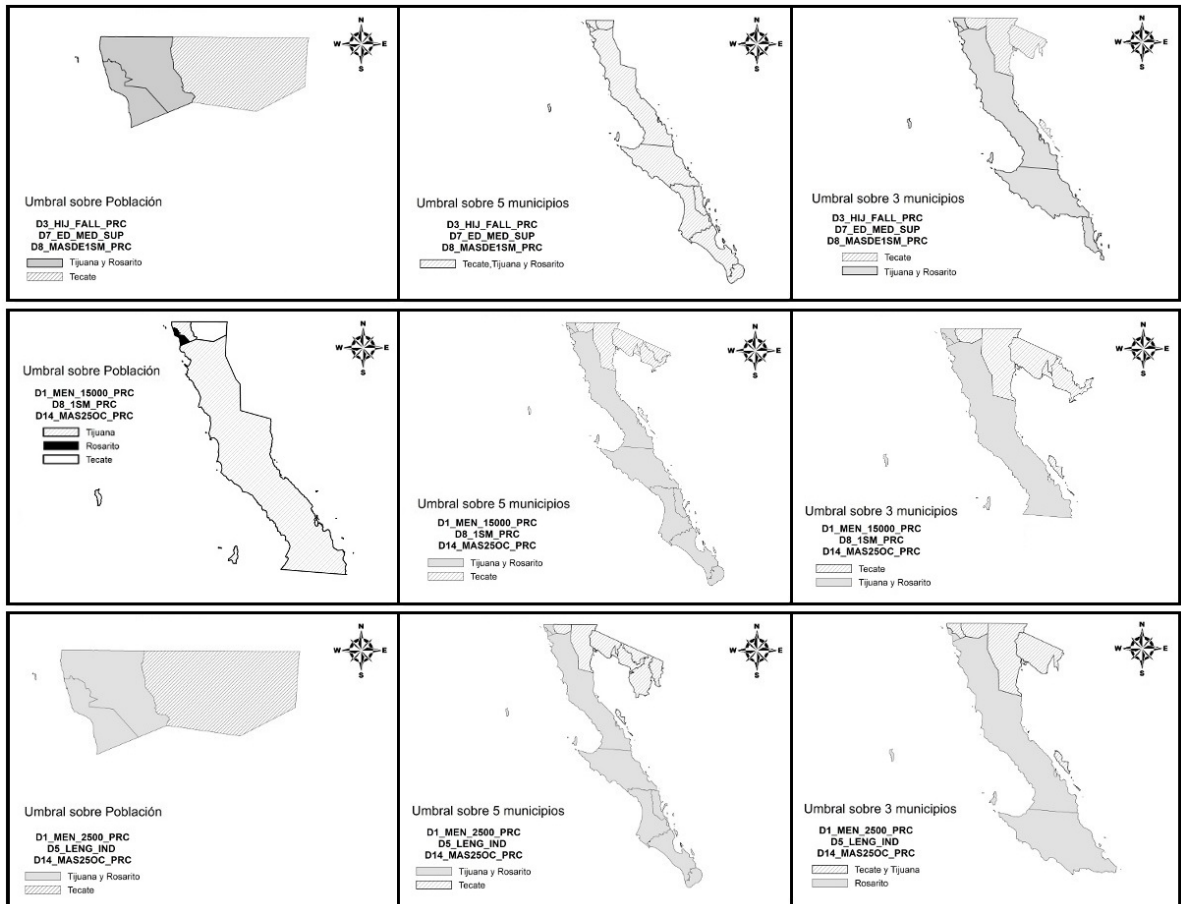 N
W E
S
Umbral sobre Población
D3_HIJ_FALL_PRC
D7_ED_MED_SUP
D8_MASDE1SM_PRC
Tijuana y Rosarito
Tecate
N
W E
S
Umbral sobre 5 municipios
D3_HIJ_FALL_PRC
D7_ED_MED_SUP
D8_MASDE1SM_PRC
Tecate,Tijuana y Rosarito
N
W E
S
Umbral sobre 3 municipios
D3_HIJ_FALL_PRC
D7_ED_MED_SUP
D8_MASDE1SM_PRC
Tecate
Tijuana y Rosarito
N
W E
S
Umbral sobre Población
D1_MEN_15000_PRC
D8_1SM_PRC
D14_MAS25OC_PRC
Tijuana
Rosarito
Tecate
N
W E
S
Umbral sobre 5 municipios
D1_MEN_15000_PRC
D8_1SM_PRC
D14_MAS25OC_PRC
Tijuana y Rosarito
Tecate
N
W E
S
Umbral sobre 3 municipios
D1_MEN_15000_PRC
D8_1SM_PRC
D14_MAS25OC_PRC
Tecate
Tijuana y Rosarito
N
W E
S
Umbral sobre Población
D1_MEN_2500_PRC
D5_LENG_IND
D14_MAS25OC_PRC
Tijuana y Rosarito
Tecate
N
W E
S
Umbral sobre 5 municipios
D1_MEN_2500_PRC
D5_LENG_IND
D14_MAS25OC_PRC
Tijuana y Rosarito
Tecate
N
W E
S
Umbral sobre 3 municipios
D1_MEN_2500_PRC
D5_LENG_IND
D14_MAS25OC_PRC
Tecate y Tijuana
Rosarito